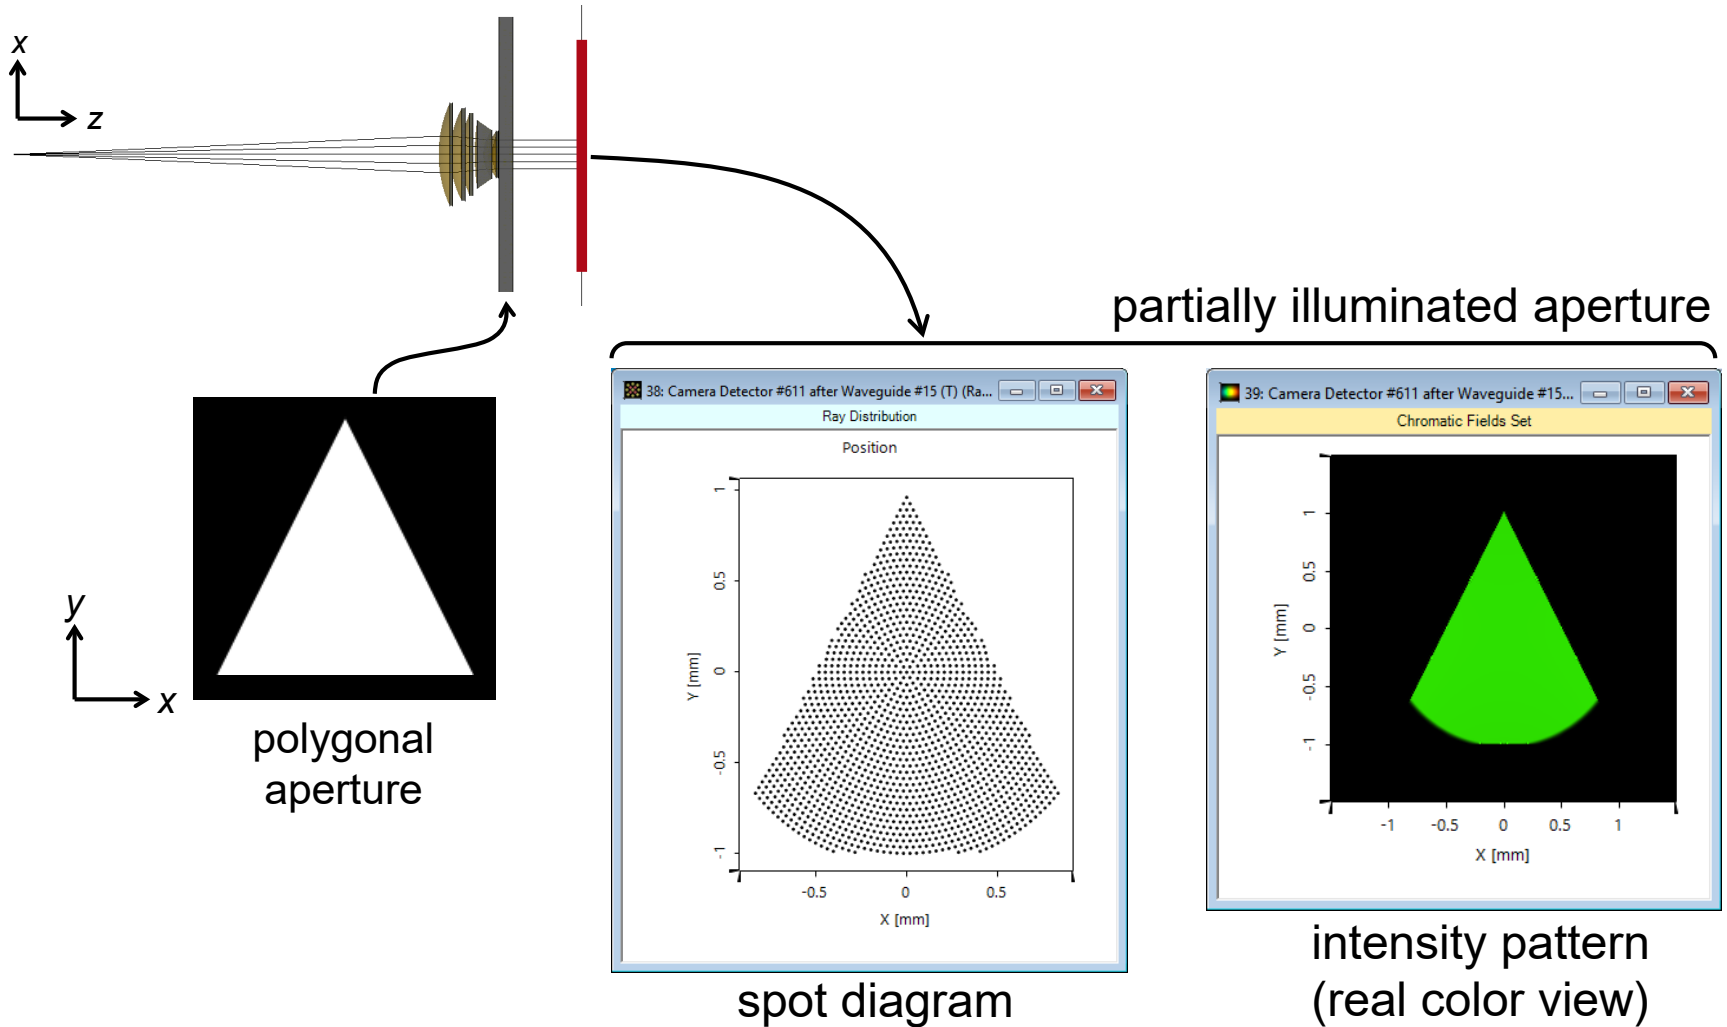 x
z
partially illuminated aperture
y
x
polygonal
aperture
38: Camera Detector #611 after Waveguide #15 (T) (Ra...
Ray Distribution
Position
1
0.5
0
-0.5
-1
Y [mm]
-0.5
0
0.5
X [mm]
spot diagram
39: Camera Detector #611 after Waveguide #15...
Chromatic Fields Set
1
0.5
0
-0.5
-1
Y [mm]
-1
-0.5
0
0.5
1
X [mm]
intensity pattern
(real color view)